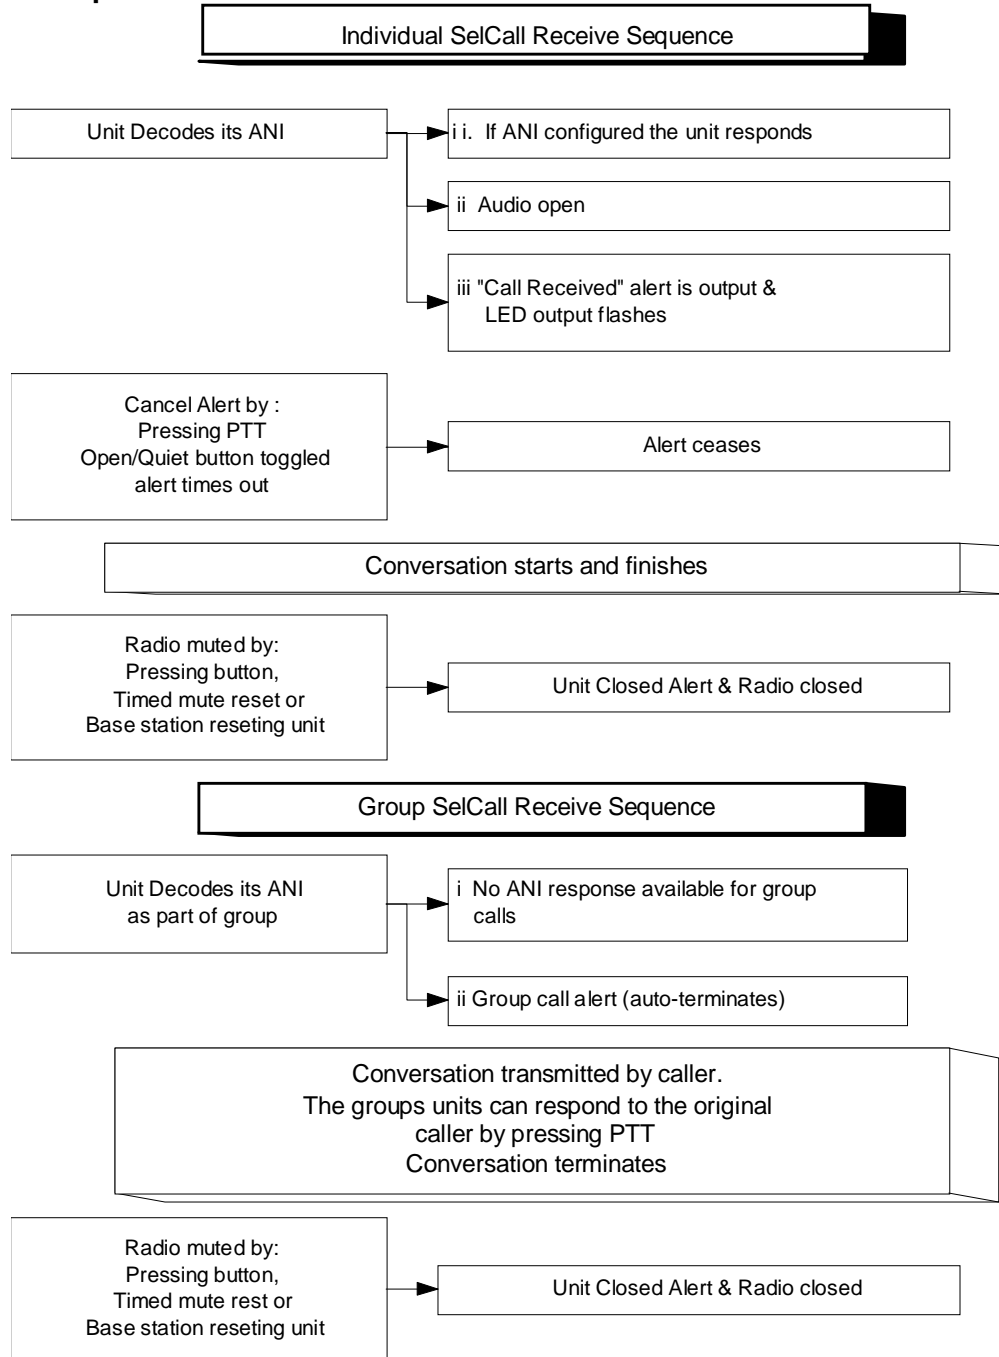 Individual SelCall Receive Sequence
Unit Decodes its ANI
i i. If ANI configured the unit responds
ii Audio open
iii "Call Received" alert is output &
LED output flashes
Cancel Alert by :
Pressing PTT
Open/Quiet button toggled
alert times out
Alert ceases
Conversation starts and finishes
Radio muted by:
Pressing button,
Timed mute reset or
Base station reseting unit
Unit Closed Alert & Radio closed
Group SelCall Receive Sequence
Unit Decodes its ANI
as part of group
i No ANI response available for group
calls
ii Group call alert (auto-terminates)
Conversation transmitted by caller.
The groups units can respond to the original
caller by pressing PTT
Conversation terminates
Radio muted by:
Pressing button,
Timed mute rest or
Base station reseting unit
Unit Closed Alert & Radio closed